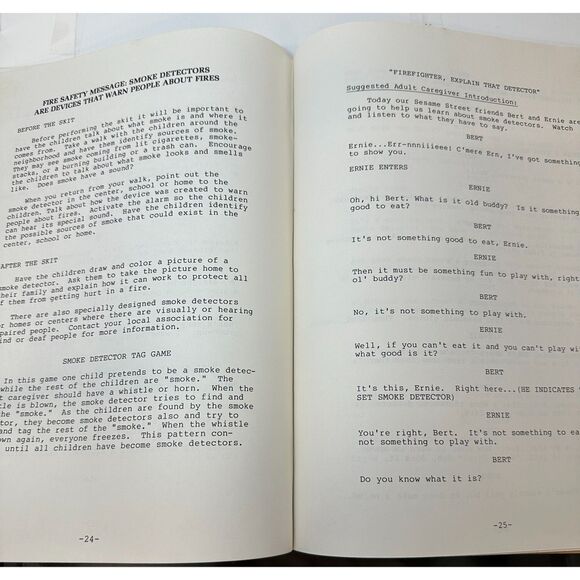 FIRE SAFETY MESSAGE: SMOKE DETECTORS
ARE DEVICES THAT WARN PEOPLE ABOUT FIRES
BEFORE THE SKIT
Before performing the skit it will be important to
have the children talk about what smoke is and where it
comes from. Take a walk with the children around the
neighborhood and have them identify sources of smoke.
They may see smoke coming from lit cigarettes, smoke-
stocks, or a burning building or a trash can. Encourage
the children to talk about what smoke looks and smells
like. Does smoke have a sound?
When you return from your walk, point out the
smoke detector in the center, school or home to the
children. Talk about how the device was created to warn
people about fires. Activate the alarm so the children
can hear its special sound. Have the children identify
the possible sources of smoke that could exist in the
center, school or home.
AFTER THE SKIT
Have the children draw and color a picture of a
smoke detector. Ask them to take the picture home to
their family and explain how it can work to protect all
of them from getting hurt in a fire.
There are also specially designed smoke detectors
or homes or centers where there are visually or hearing
paired people. Contact your local association for
ind or deaf people for more information.
SMOKE DETECTOR TAG GAME
In this game one child pretends to be a smoke detec-
while the rest of the children are "smoke." The
t caregiver should have a whistle or horn. When the
tle is blown, the smoke detector tries to find and
the "smoke." As the children are found by the smoke
tor, they become smoke detectors also and try to
and tag the rest of the "smoke." When the whistle
own again, everyone freezes. This pattern con-
until all children have become smoke detectors.
-24-
"FIREFIGHTER, EXPLAIN THAT DETECTOR"
Suggested Adult Caregiver Introduction:
Today our Sesame Street friends Bert and Ernie are
going to help us learn about smoke detectors. Watch
and listen to what they have to say.
BERT
Ernie...Err-nnniiieee! C'mere Ern, I've got something
to show you.
ERNIE ENTERS
ERNIE
Oh, hi Bert. What is it old buddy? Is it something
good to eat?
BERT
It's not something good to eat, Ernie.
ERNIE
Then it must be something fun to play with, right
ol' buddy?
BERT
No, it's not something to play with.
ERNIE
Well, if you can't eat it and you can't play wi
what good is it?
BERT
It's this, Ernie. Right here...(HE INDICATES
SET SMOKE DETECTOR)
ERNIE
You're right, Bert. It's not something to ea
not something to play with.
BERT
Do you know what it is?
-25-